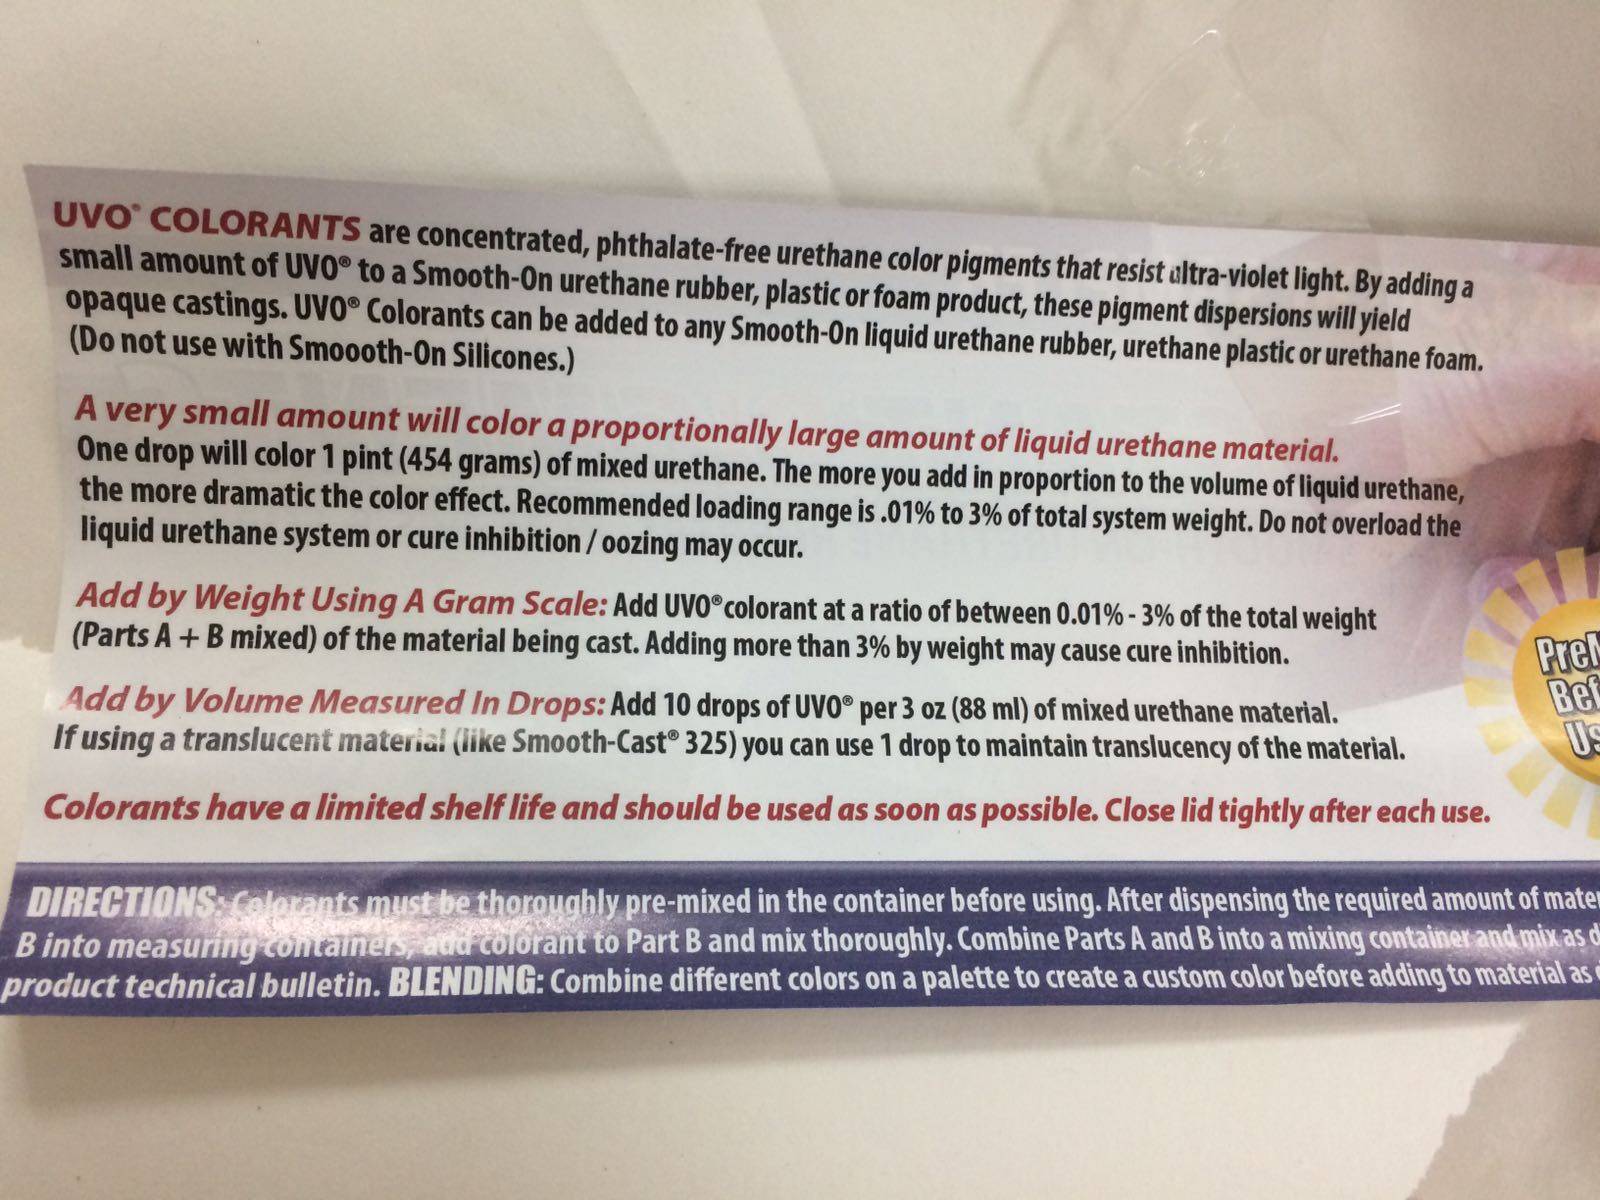 UVO® COLORANTS are concentrated, phthalate-free urethane color pigments that resist ultra-violet light. By adding a
small amount of UVO® to a Smooth-On urethane rubber, plastic or foam product, these pigment dispersions will yield
opaque castings. UVO® Colorants can be added to any Smooth-On liquid urethane rubber, urethane plastic or urethane foam.
(Do not use with Smoooth-On Silicones.)
A very small amount will color a proportionally large amount of liquid urethane material.
One drop will color 1 pint (454 grams) of mixed urethane. The more you add in proportion to the volume of liquid urethane,
the more dramatic the color effect. Recommended loading range is .01% to 3% of total system weight. Do not overload the
liquid urethane system or cure inhibition / oozing may occur.
Add by Weight Using A Gram Scale: Add UVO® colorant at a ratio of between 0.01% - 3% of the total weight
(Parts A + B mixed) of the material being cast. Adding more than 3% by weight may cause cure inhibition.
Add by Volume Measured In Drops: Add 10 drops of UVO® per 3 oz (88 ml) of mixed urethane material.
If using a translucent material (like Smooth-Cast® 325) you can use 1 drop to maintain translucency of the material.
Colorants have a limited shelf life and should be used as soon as possible. Close lid tightly after each use.
DIRECTIONS: Colorants must be thoroughly pre-mixed in the container before using. After dispensing the required amount of
B into measuring containers, add colorant to Part B and mix thoroughly. Combine Parts A and B into a mixing container and mix as
product technical bulletin. BLENDING: Combine different colors on a palette to create a custom color before adding to material as